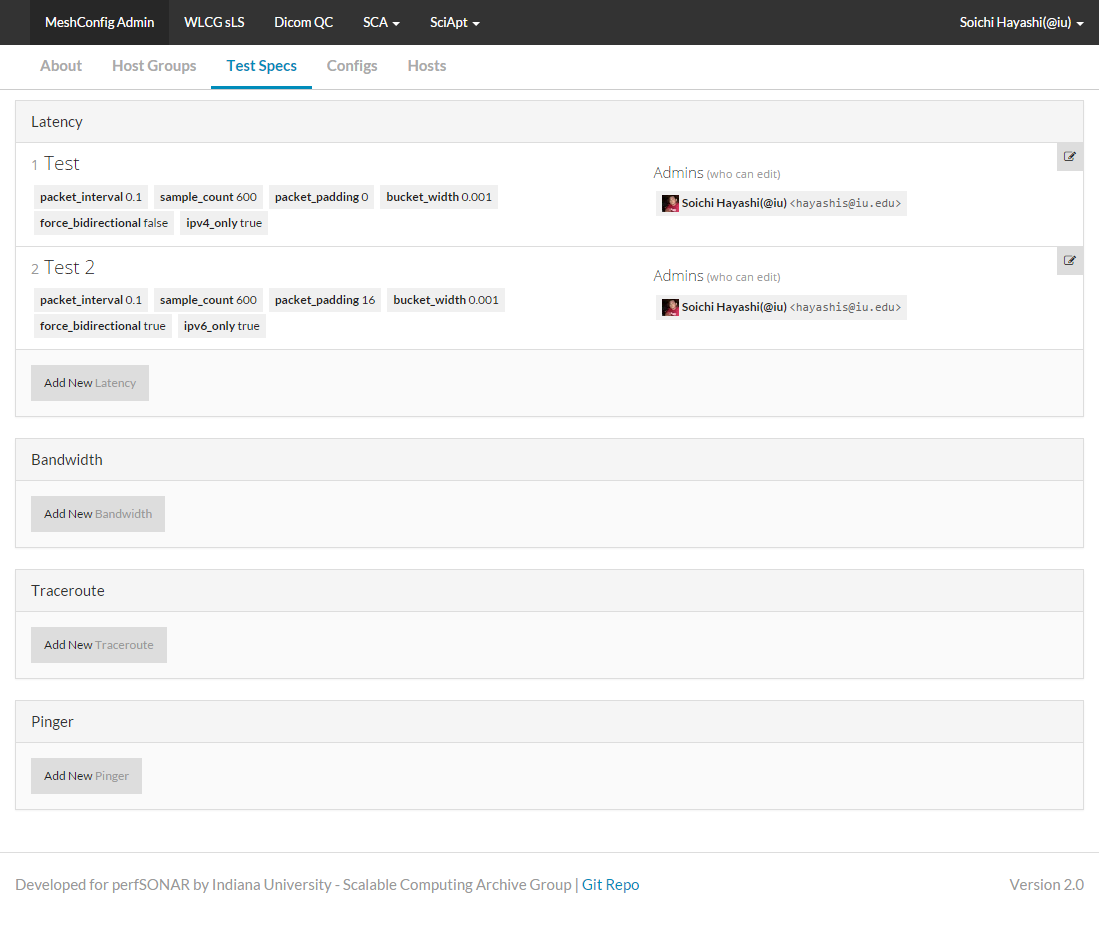 MeshConfig Admin WLCG sLS Dicom QC SCA SciApt Soichi Hayashi(@iu)
About Host Groups Test Specs Configs Hosts
Latency
1 Test
packet_interval 0.1 sample_count 600 packet_padding 0 bucket_width 0.001
force_bidirectional false ipv4_only true
Admins (who can edit)
Soichi Hayashi(@iu) <hayashis@iu.edu>
2 Test 2
packet_interval 0.1 sample_count 600 packet_padding 16 bucket_width 0.001
force_bidirectional true ipv6_only true
Admins (who can edit)
Soichi Hayashi(@iu) <hayashis@iu.edu>
Add New Latency
Bandwidth
Add New Bandwidth
Traceroute
Add New Traceroute
Pinger
Add New Pinger
Developed for perfSONAR by Indiana University - Scalable Computing Archive Group | Git Repo Version 2.0